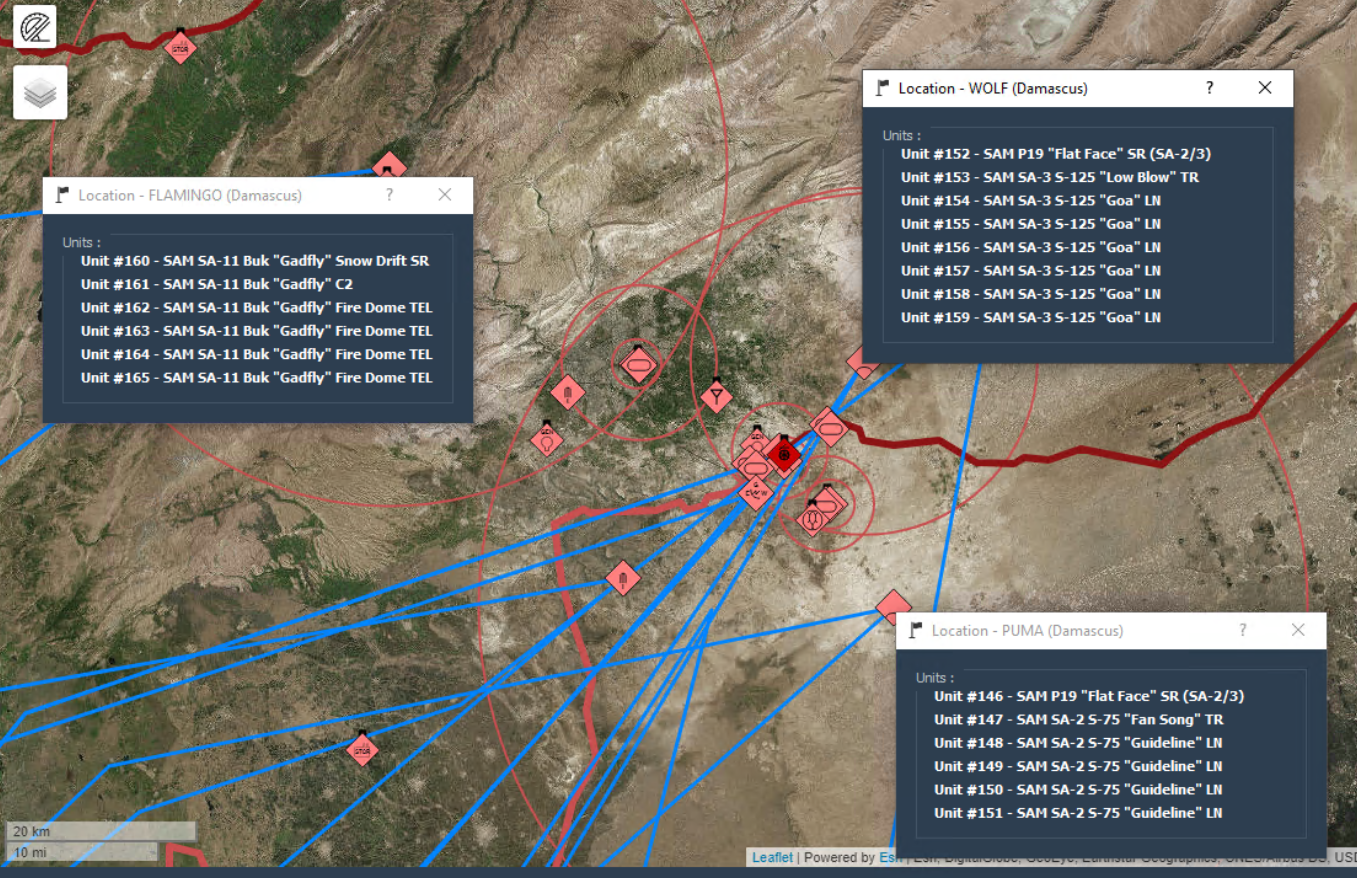 Location - WOLF (Damascus)
?
Units :
Unit #152 - SAM P19 "Flat Face" SR (SA-2/3)
Unit #153 - SAM SA-3 S-125 "Low Blow" TR
Unit #154 - SAM SA-3 S-125 "Goa" LN
Unit #155 - SAM SA-3 S-125 "Goa" LN
Unit #156 - SAM SA-3 S-125 "Goa" LN
Unit #157 - SAM SA-3 S-125 "Goa" LN
Unit #158 - SAM SA-3 S-125 "Goa" LN
Unit #159 - SAM SA-3 S-125 "Goa" LN
Location - FLAMINGO (Damascus)
?
Units :
Unit #160 - SAM SA-11 Buk "Gadfly" Snow Drift SR
Unit #161 - SAM SA-11 Buk "Gadfly" C2
Unit #162 - SAM SA-11 Buk "Gadfly" Fire Dome TEL
Unit #163 - SAM SA-11 Buk "Gadfly" Fire Dome TEL
Unit #164 - SAM SA-11 Buk "Gadfly" Fire Dome TEL
Unit #165 - SAM SA-11 Buk "Gadfly" Fire Dome TEL
Location - PUMA (Damascus)
?
Units :
Unit #146 - SAM P19 "Flat Face" SR (SA-2/3)
Unit #147 - SAM SA-2 S-75 "Fan Song" TR
Unit #148 - SAM SA-2 S-75 "Guideline" LN
Unit #149 - SAM SA-2 S-75 "Guideline" LN
Unit #150 - SAM SA-2 S-75 "Guideline" LN
Unit #151 - SAM SA-2 S-75 "Guideline" LN
20 km
10 mi
Leaflet | Powered by